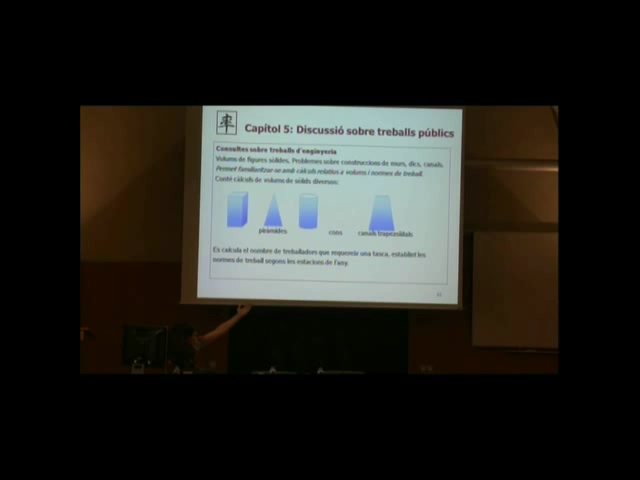 Capítol 5: Discussió sobre treballs públics
Consultes sobre treballs d'enginyeria
Volums de figures sòlides. Problemes sobre construccions de murs, dics, canals.
Permet familiaritzar-se amb càlculs relatius a volums i normes de treball.
Conté càlculs de volums de sòlids diversos:
piràmides cons canals trapezoïdals
Es calcula el nombre de treballadors que requereix una tasca, establint les
normes de treball segons les estacions de l'any.